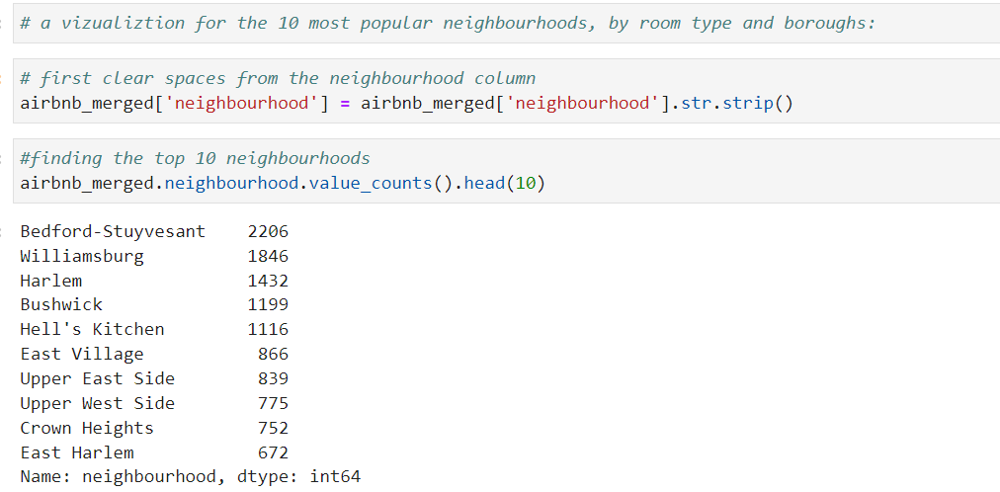 # a vizualiztion for the 10 most popular neighbourhoods, by room type and boroughs:
# first clear spaces from the neighbourhood column
airbnb_merged['neighbourhood'] = airbnb_merged['neighbourhood'].str.strip()
#finding the top 10 neighbourhoods
airbnb_merged.neighbourhood.value_counts().head(10)
Bedford-Stuyvesant    2206
Williamsburg          1846
Harlem                1432
Bushwick              1199
Hell's Kitchen        1116
East Village           866
Upper East Side        839
Upper West Side        775
Crown Heights          752
East Harlem            672
Name: neighbourhood, dtype: int64